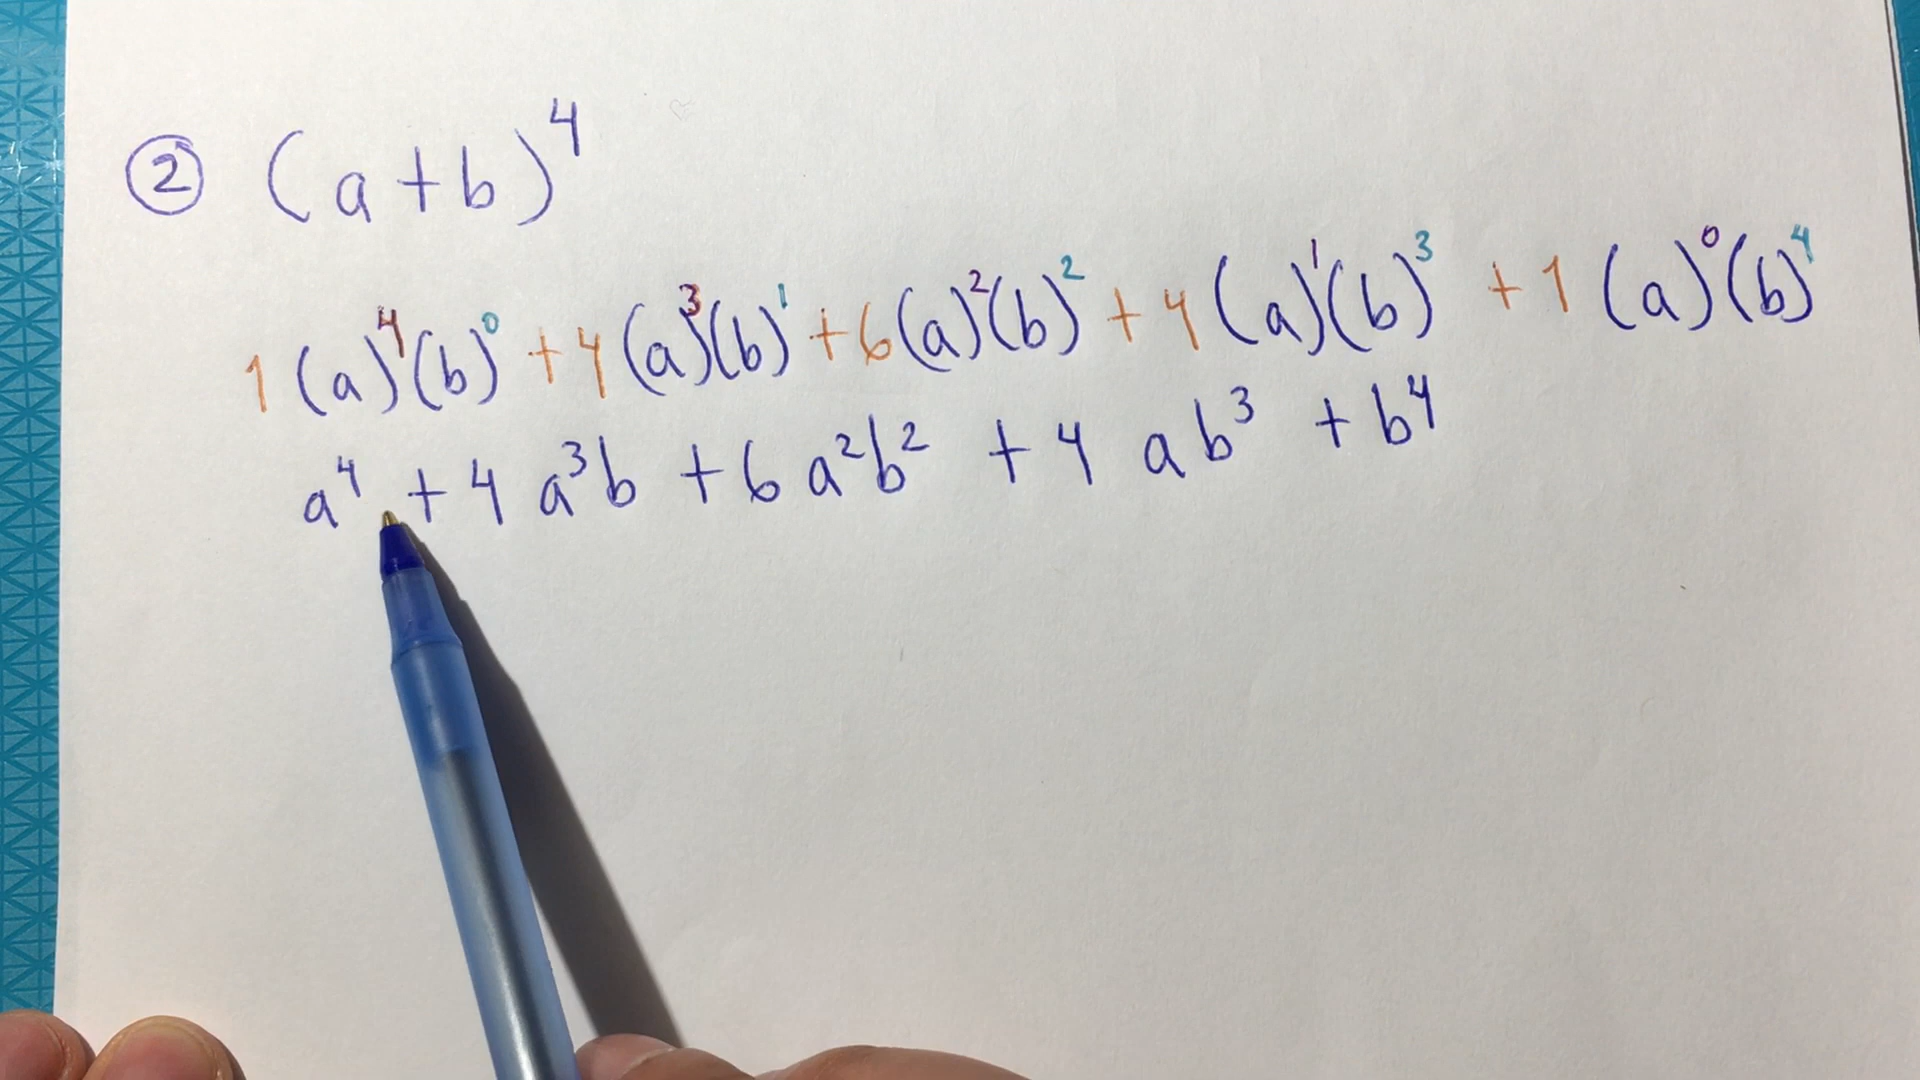 ② (a+b)⁴
1(a)⁴(b)⁰ + 4(a)³(b)¹ + 6(a)²(b)² + 4(a)¹(b)³ + 1(a)⁰(b)⁴
a⁴ + 4a³b + 6a²b² + 4ab³ + b⁴